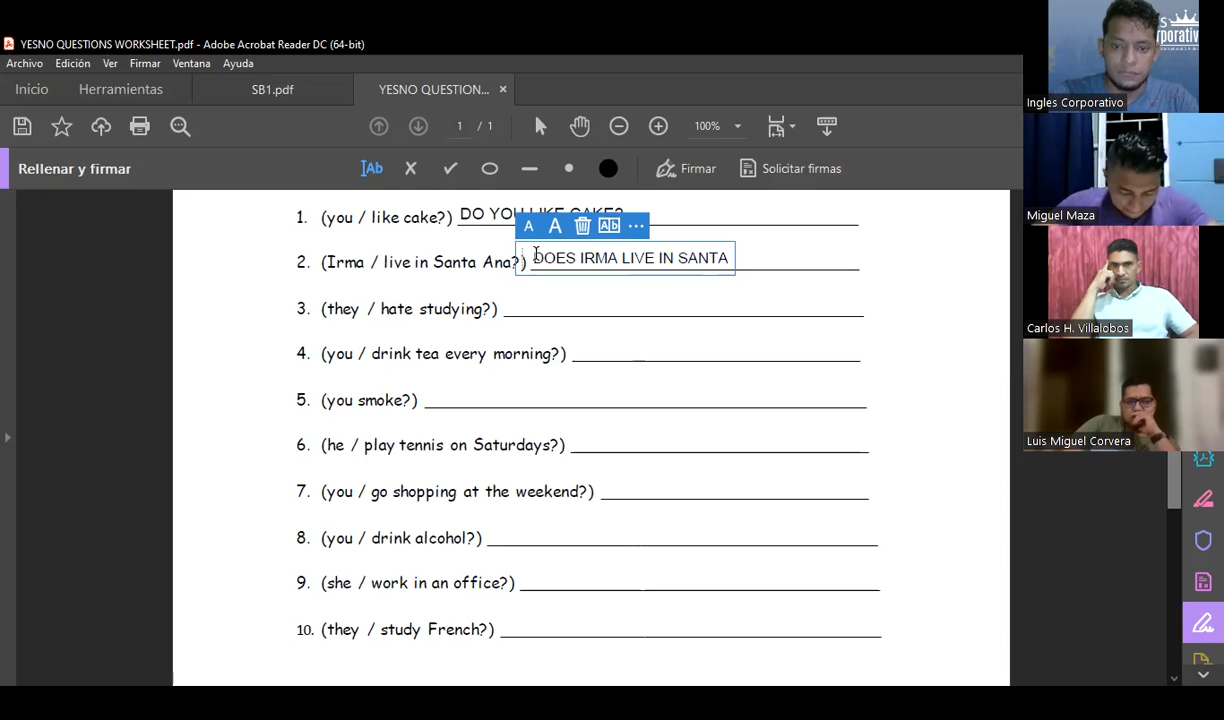 YESNO QUESTIONS WORKSHEET.pdf - Adobe Acrobat Reader DC (64-bit)
Archivo Edición Ver Firmar Ventana Ayuda
Inicio Herramientas SB1.pdf YESNO QUESTION... ×
1 / 1 100%
Rellenar y firmar Ab Firmar Solicitar firmas
1. (you / like cake?) DO YOU LIKE CAKE?
A A Ab ...
2. (Irma / live in Santa Ana?) DOES IRMA LIVE IN SANTA
3. (they / hate studying?)
4. (you / drink tea every morning?)
5. (you smoke?)
6. (he / play tennis on Saturdays?)
7. (you / go shopping at the weekend?)
8. (you / drink alcohol?)
9. (she / work in an office?)
10. (they / study French?)
Ingles Corporativo
Miguel Maza
Carlos H. Villalobos
Luis Miguel Corvera